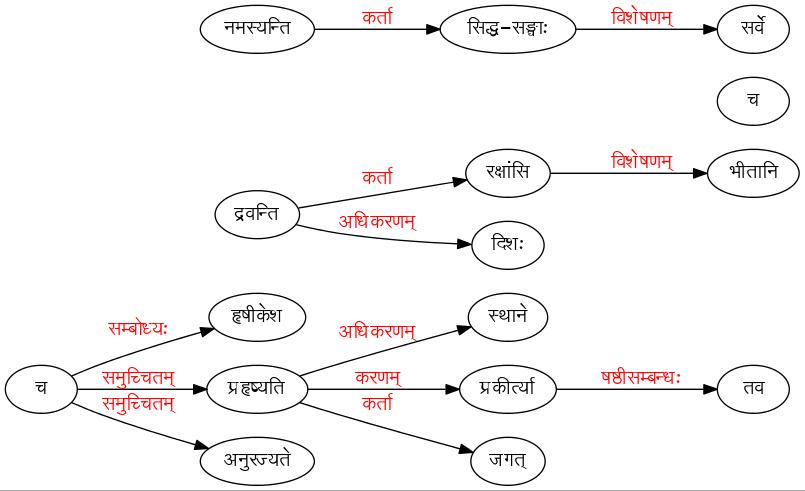 नमस्यन्ति कर्ता सिद्ध-सङ्घाः विशेषणम् सर्वे
च
द्रवन्ति कर्ता रक्षांसि विशेषणम् भीतानि
अधिकरणम् दिशः
सम्बोध्यः हृषीकेश
अधिकरणम् स्थाने
च समुच्चितम् प्रहृष्यति करणम् प्रकीर्त्या षष्ठीसम्बन्धः तव
समुच्चितम् अनुरज्यते
कर्ता जगत्